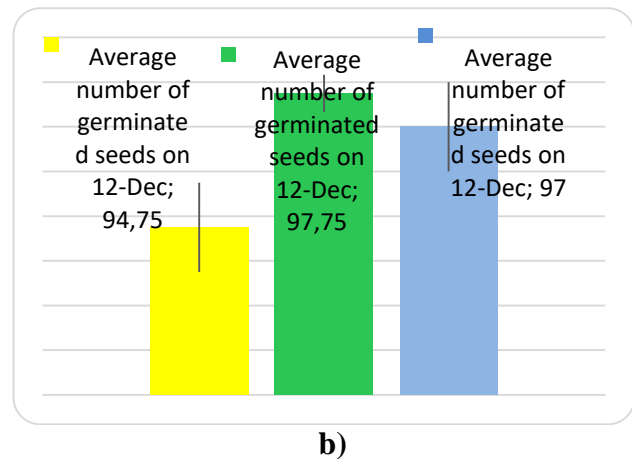 Average
number of
germinate
d seeds on
12-Dec;
94,75
Average
number of
germinated
seeds on
12-Dec;
97,75
Average
number of
germinate
d seeds on
12-Dec; 97
b)